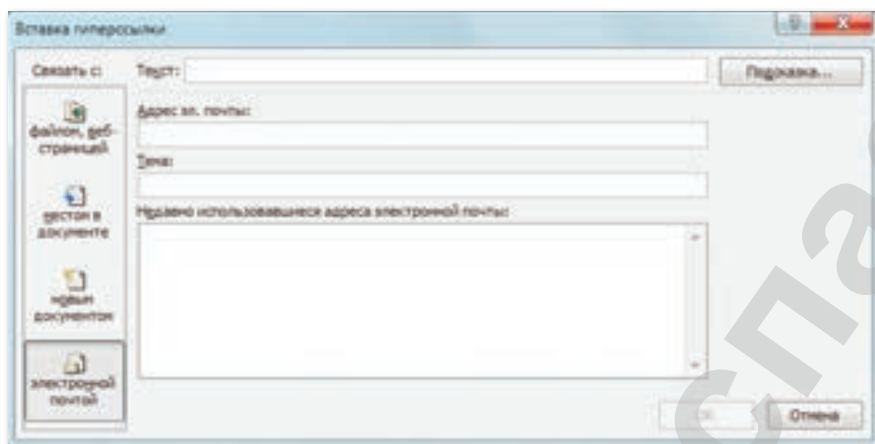 Вставка гиперссылки
Связать с:
Текст:
Подсказка...
файлом, веб-
страницей
Адрес эл. почты:
Тема:
местом в
документе
Недавно использовавшиеся адреса электронной почты:
новым
документом
электронной
почтой
ОК
Отмена